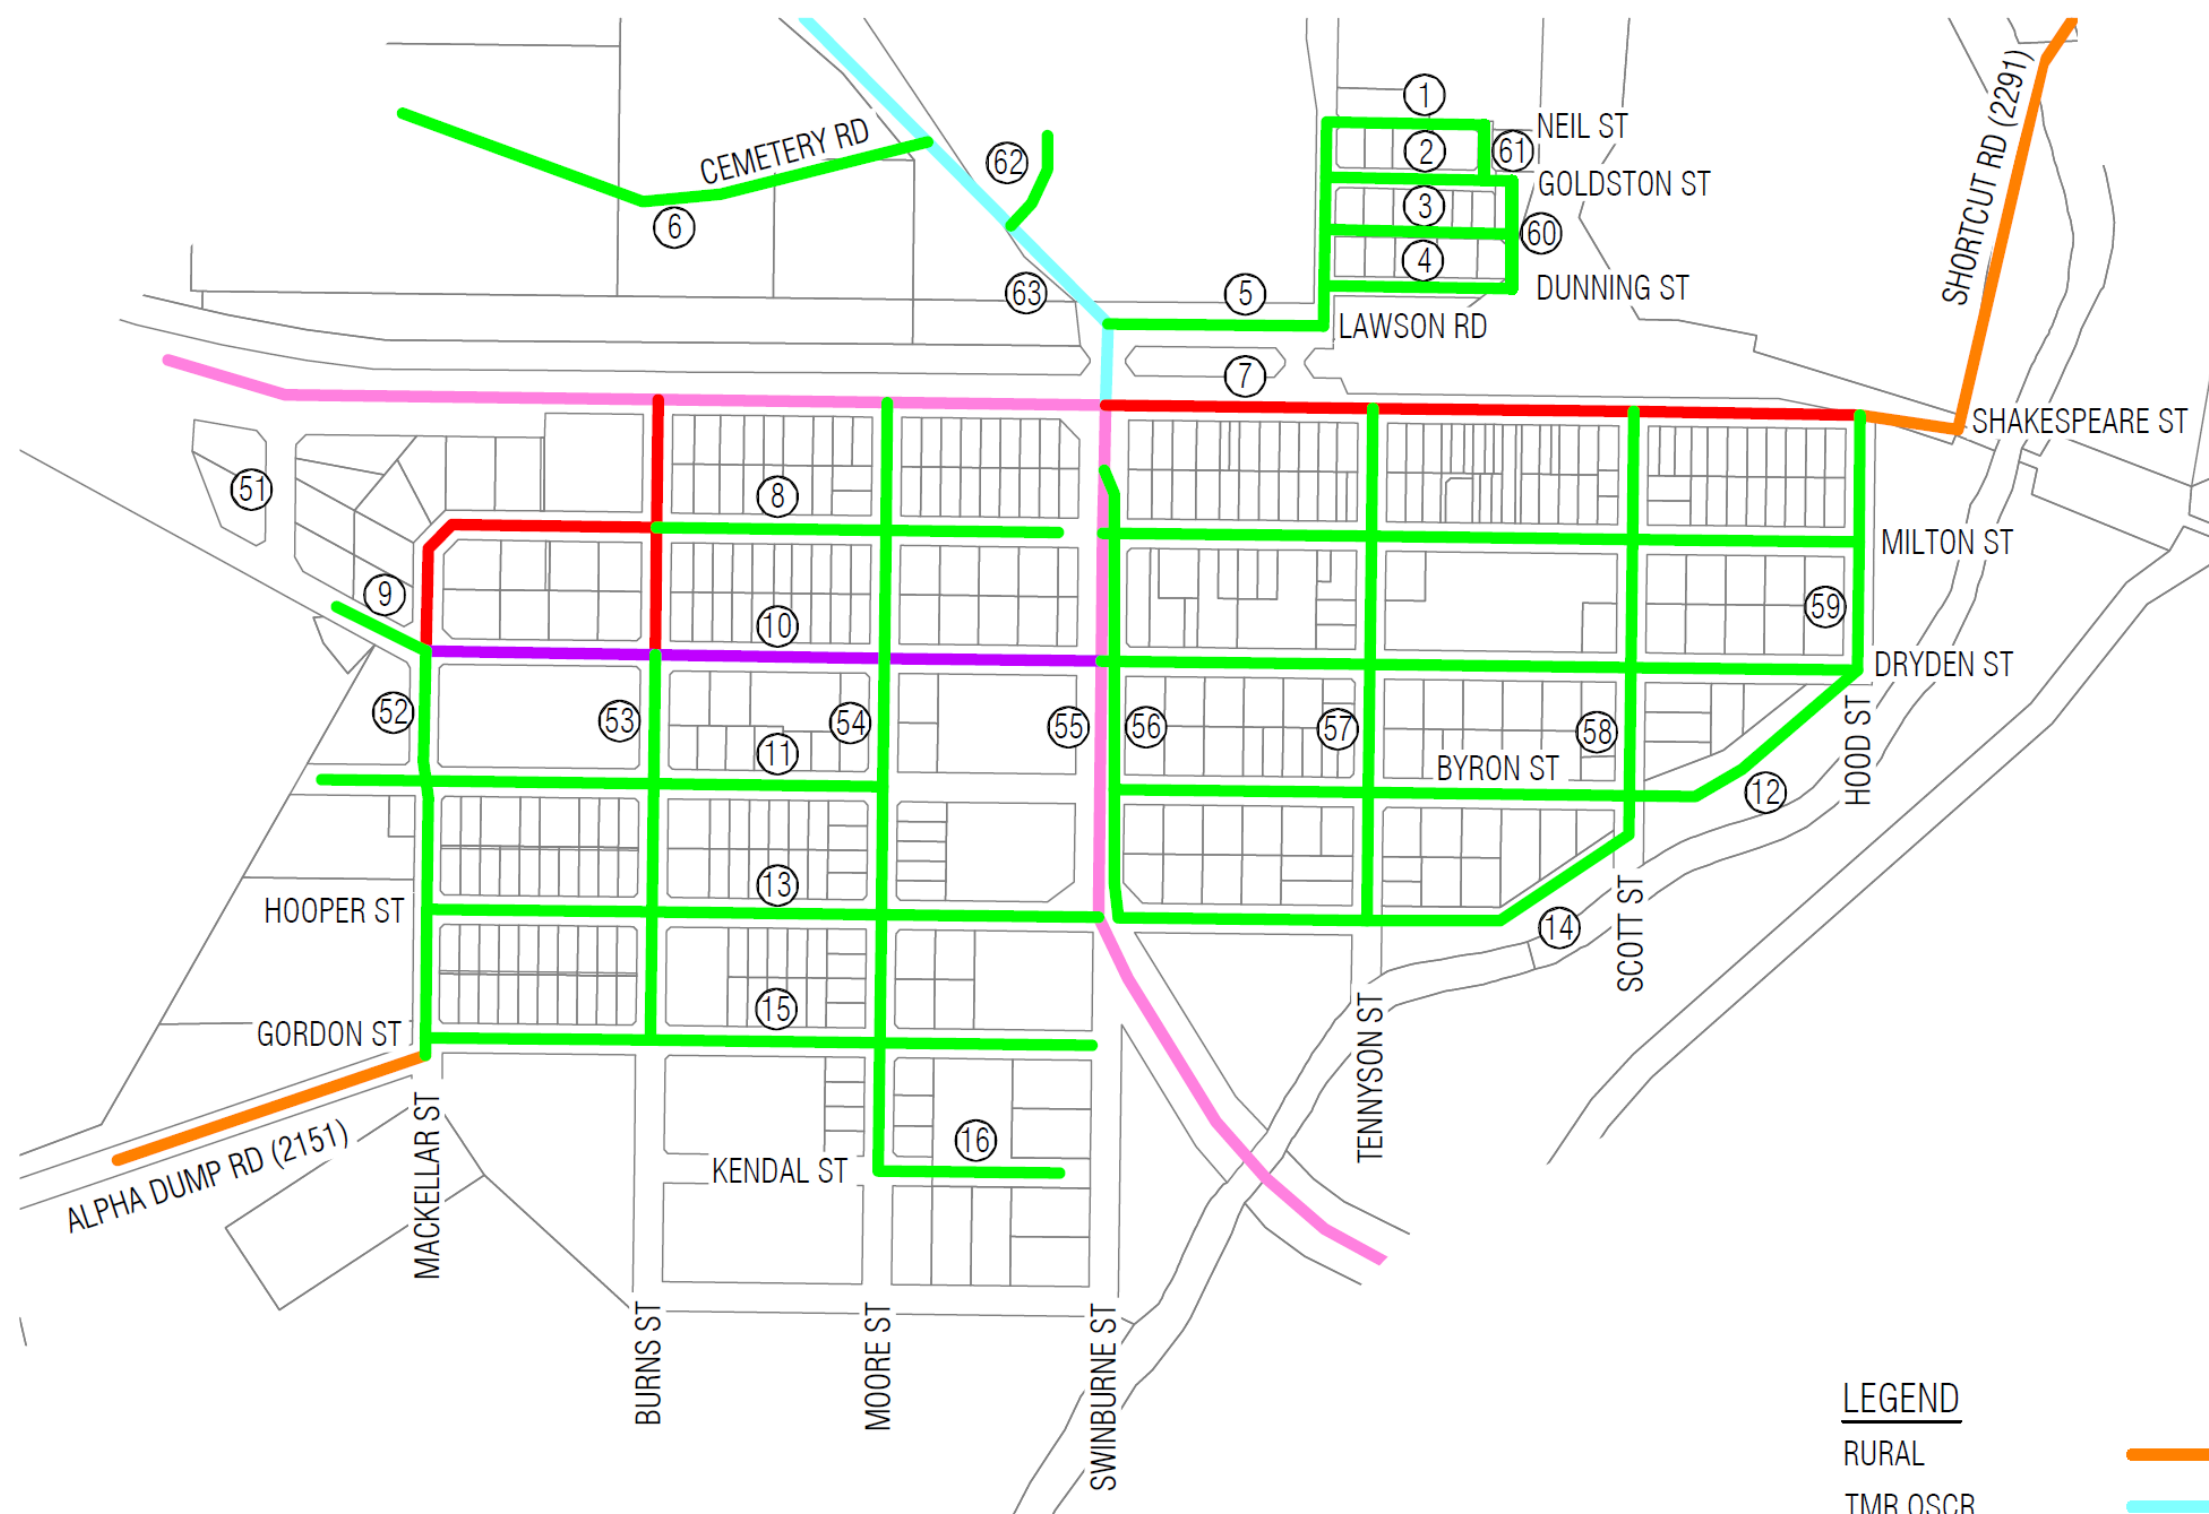 1
NEIL ST
2
61
CEMETERY RD
62
GOLDSTON ST
3
6
60
4
SHORTCUT RD (2291)
63
5
DUNNING ST
LAWSON RD
7
SHAKESPEARE ST
51
8
MILTON ST
9
10
59
DRYDEN ST
52
53
54
55
56
57
58
HOOD ST
11
BYRON ST
12
13
HOOPER ST
14
SCOTT ST
15
GORDON ST
TENNYSON ST
16
KENDAL ST
ALPHA DUMP RD (2151)
MACKELLAR ST
BURNS ST
MOORE ST
SWINBURNE ST
LEGEND
RURAL
TMR OSCR